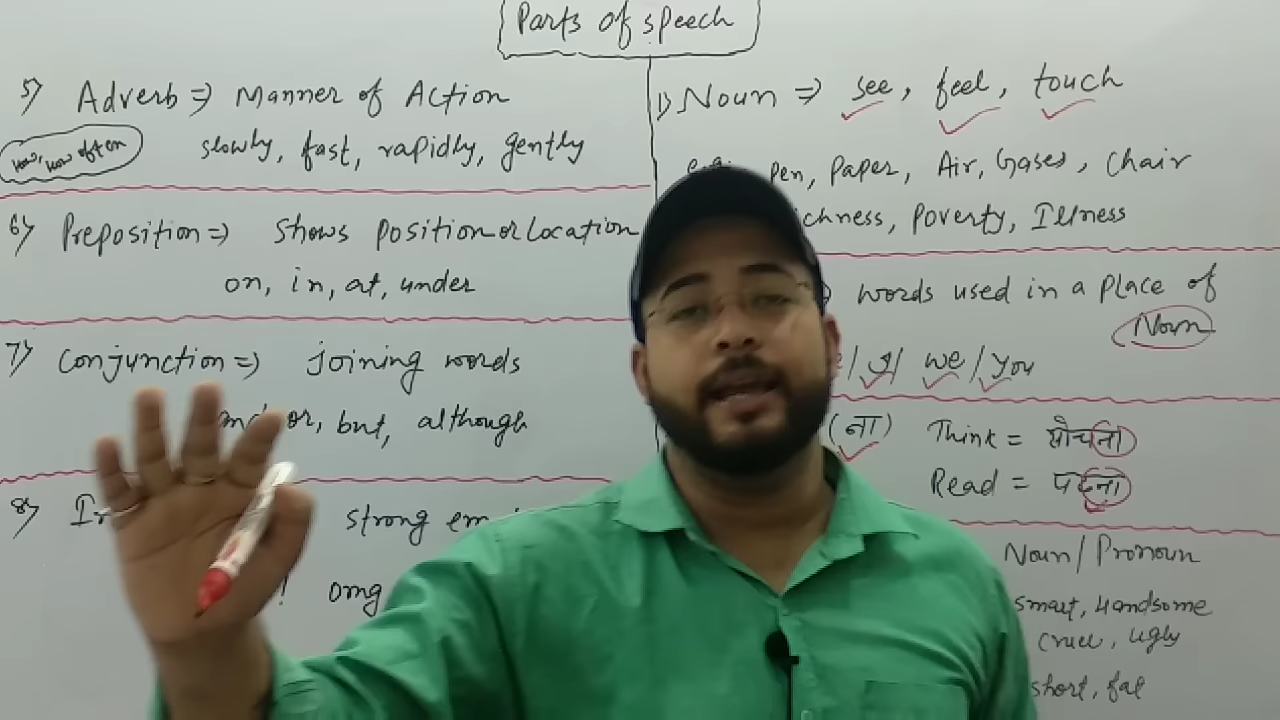 Parts of speech
5) Adverb => Manner of Action
How, How often
slowly, fast, rapidly, gently
6) Preposition => Shows Position or Location
on, in, at, under
7) Conjunction => Joining words
or, but, although
8)
strong
! omg
1) Noun => see, feel, touch
Pen, Paper, Air, Gases, Chair
Poverty, Illness
words used in a place of
Noun
/ I / we / you
(ना) Think = सोचना
Read = पढना
Noun / Pronoun
smart, Handsome
cruel, ugly
short, fat